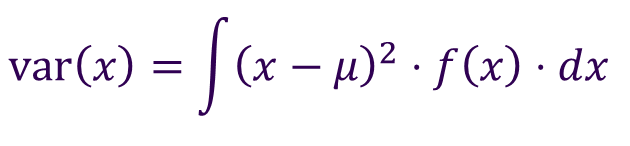 var(x) = ∫(x − μ)² · f(x) · dx